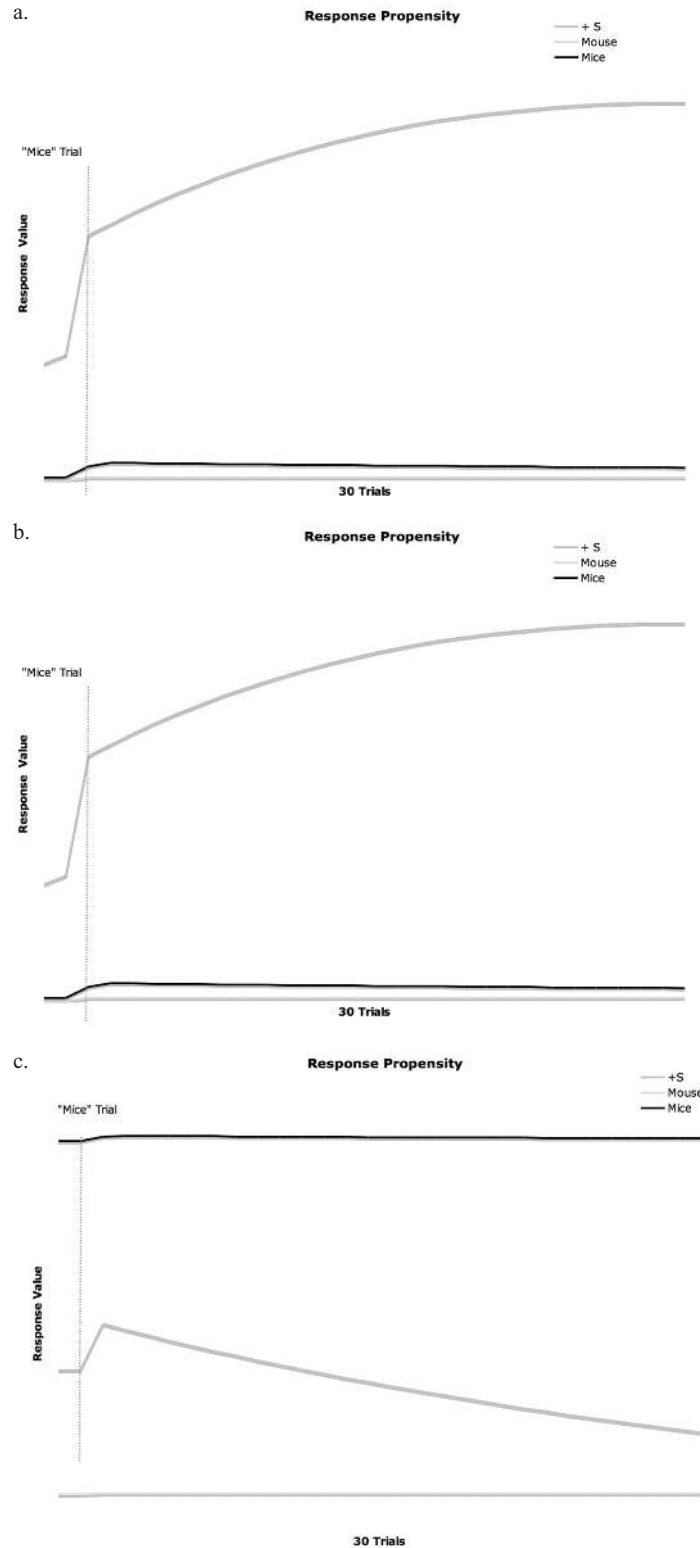 a.
Response Propensity
+ S
Mouse
Mice
"Mice" Trial
Response Value
30 Trials
b.
Response Propensity
+ S
Mouse
Mice
"Mice" Trial
Response Value
30 Trials
c.
Response Propensity
+S
Mouse
Mice
"Mice" Trial
Response Value
30 Trials